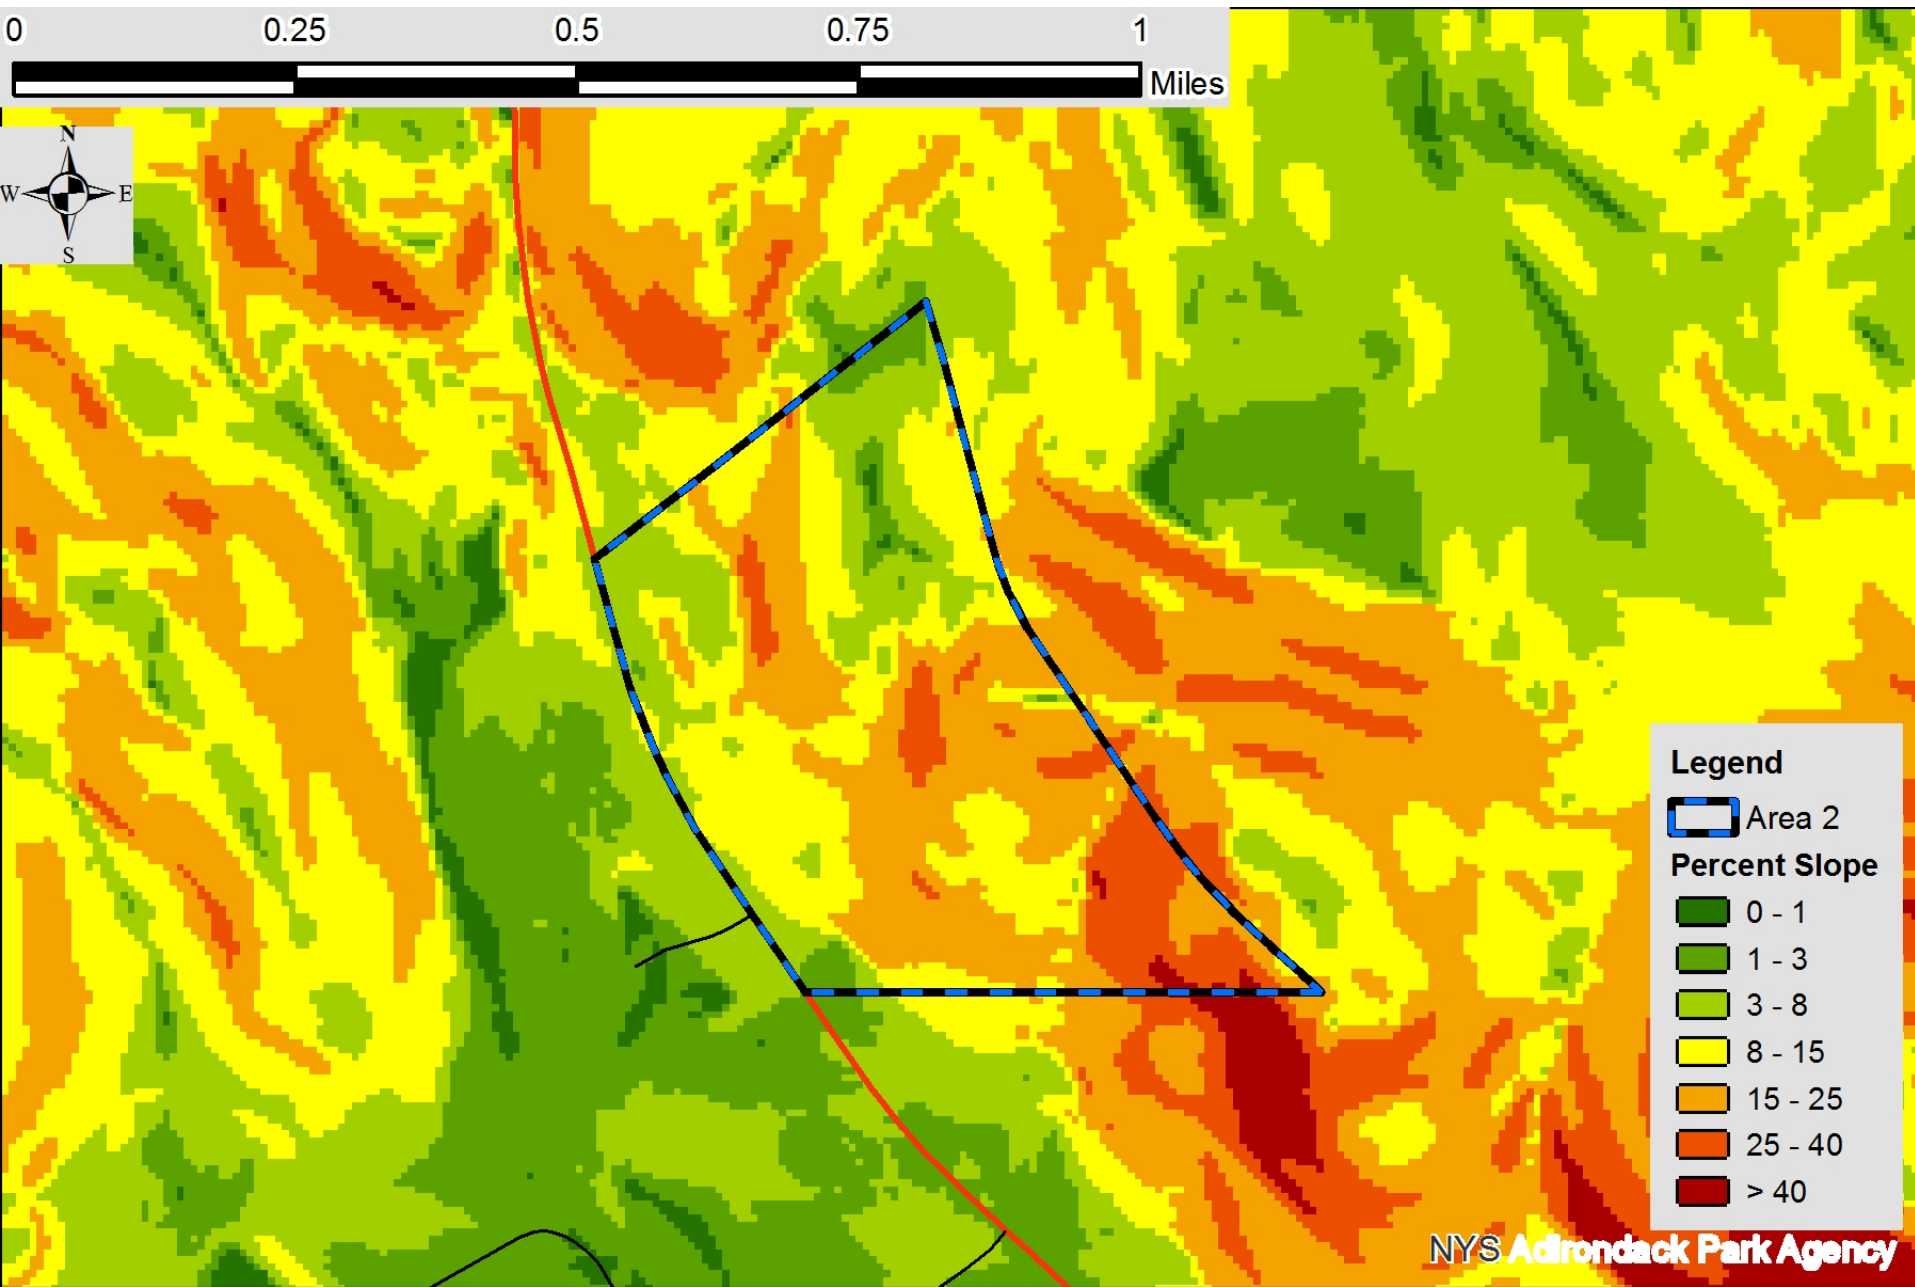 0 0.25 0.5 0.75 1
Miles
N
W E
S
Legend
Area 2
Percent Slope
0 - 1
1 - 3
3 - 8
8 - 15
15 - 25
25 - 40
> 40
NYS Adirondack Park Agency